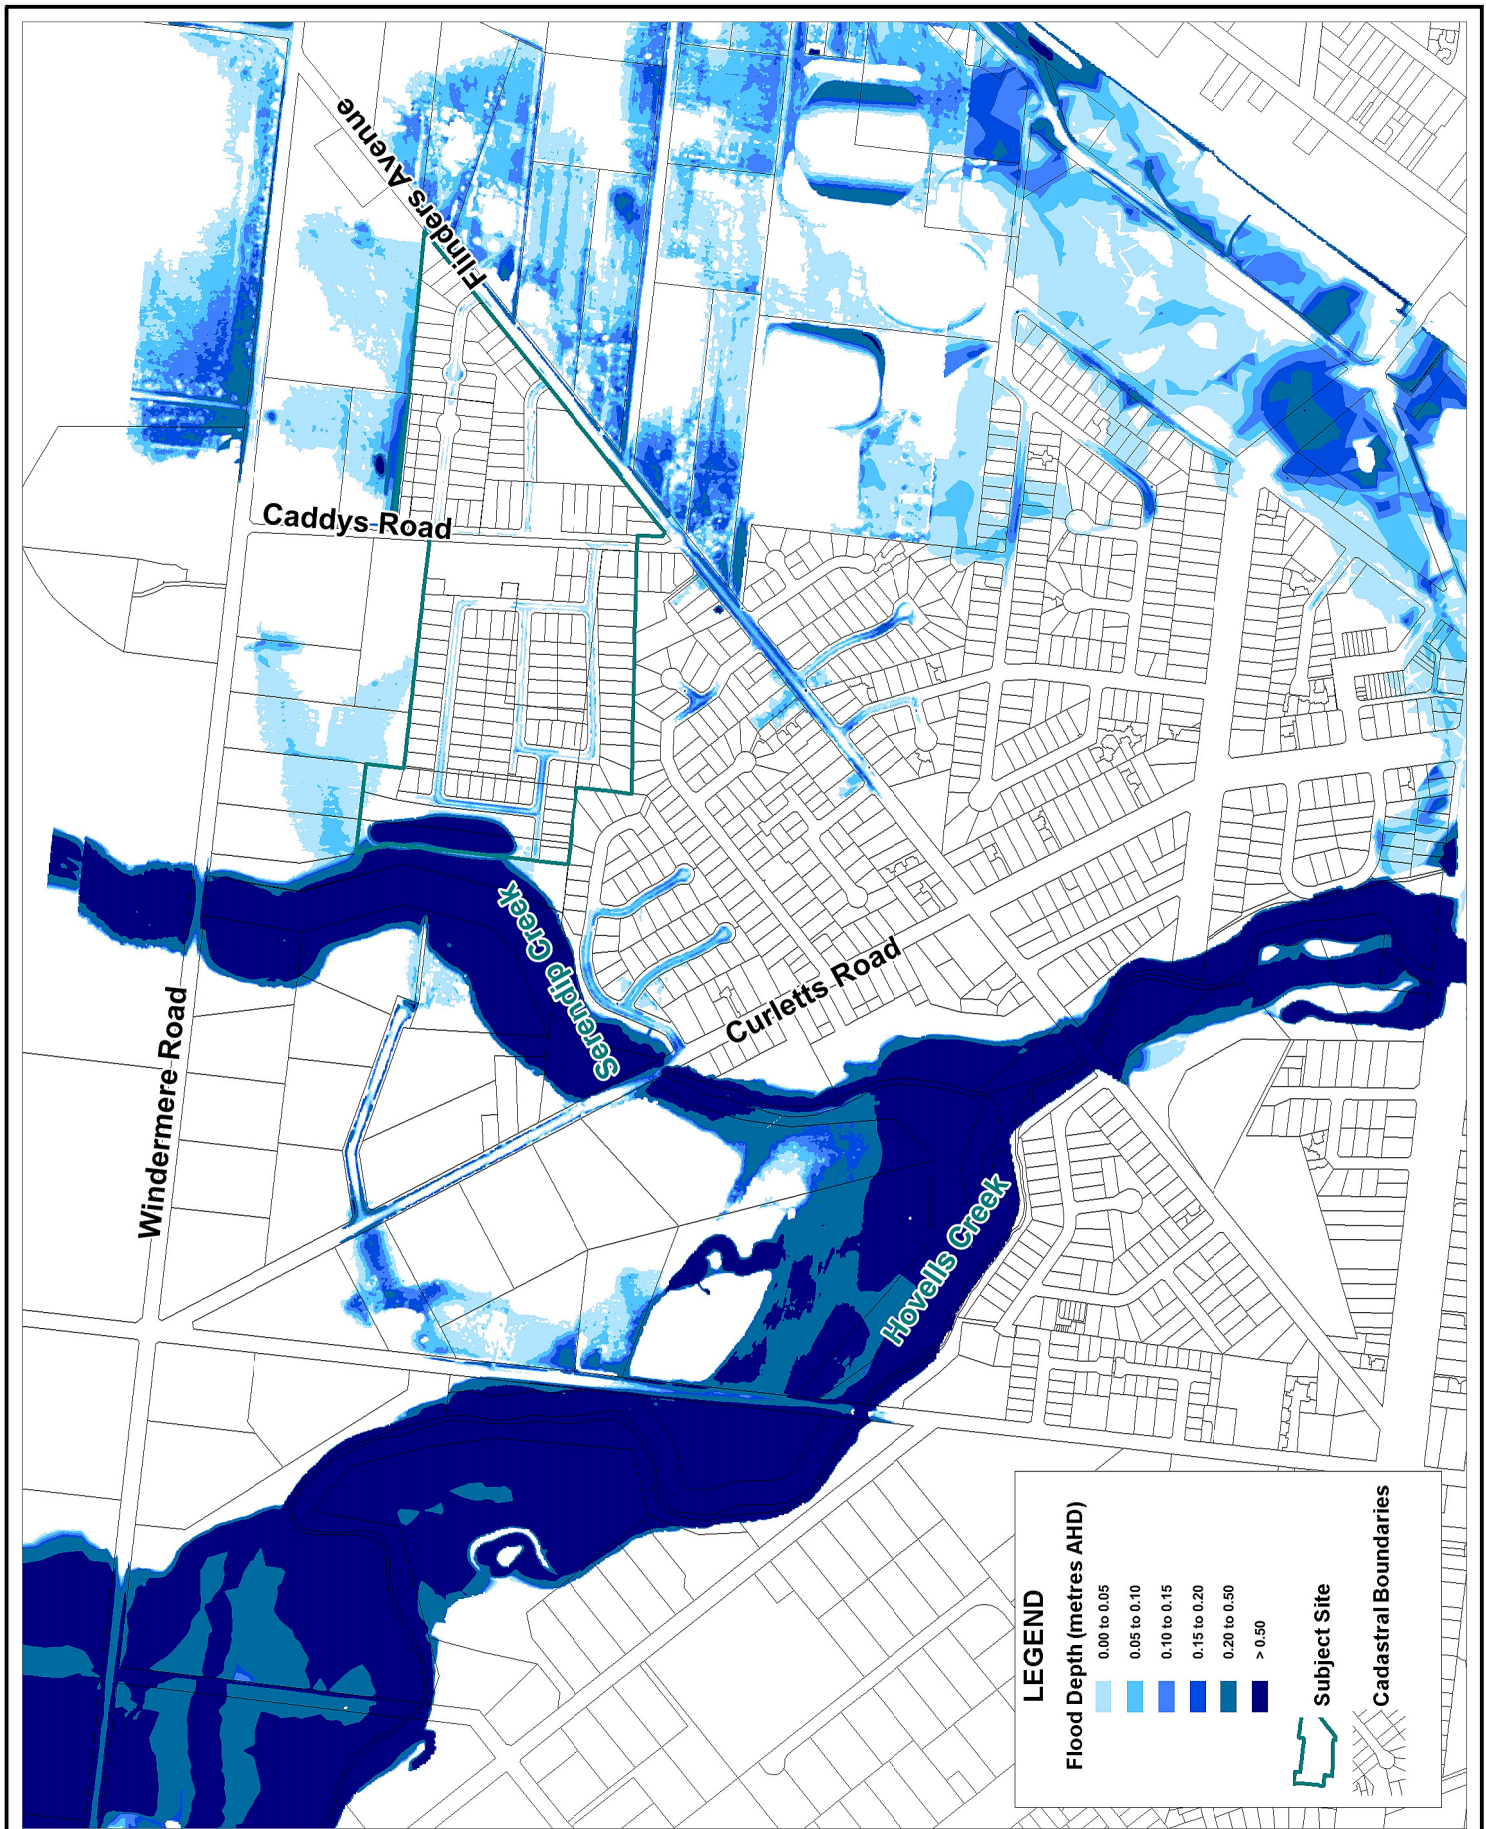 Flinders Avenue
Caddys Road
Serendip Creek
Curletts Road
Windermere Road
Hovells Creek
LEGEND
Flood Depth (metres AHD)
0.00 to 0.05
0.05 to 0.10
0.10 to 0.15
0.15 to 0.20
0.20 to 0.50
> 0.50
Subject Site
Cadastral Boundaries